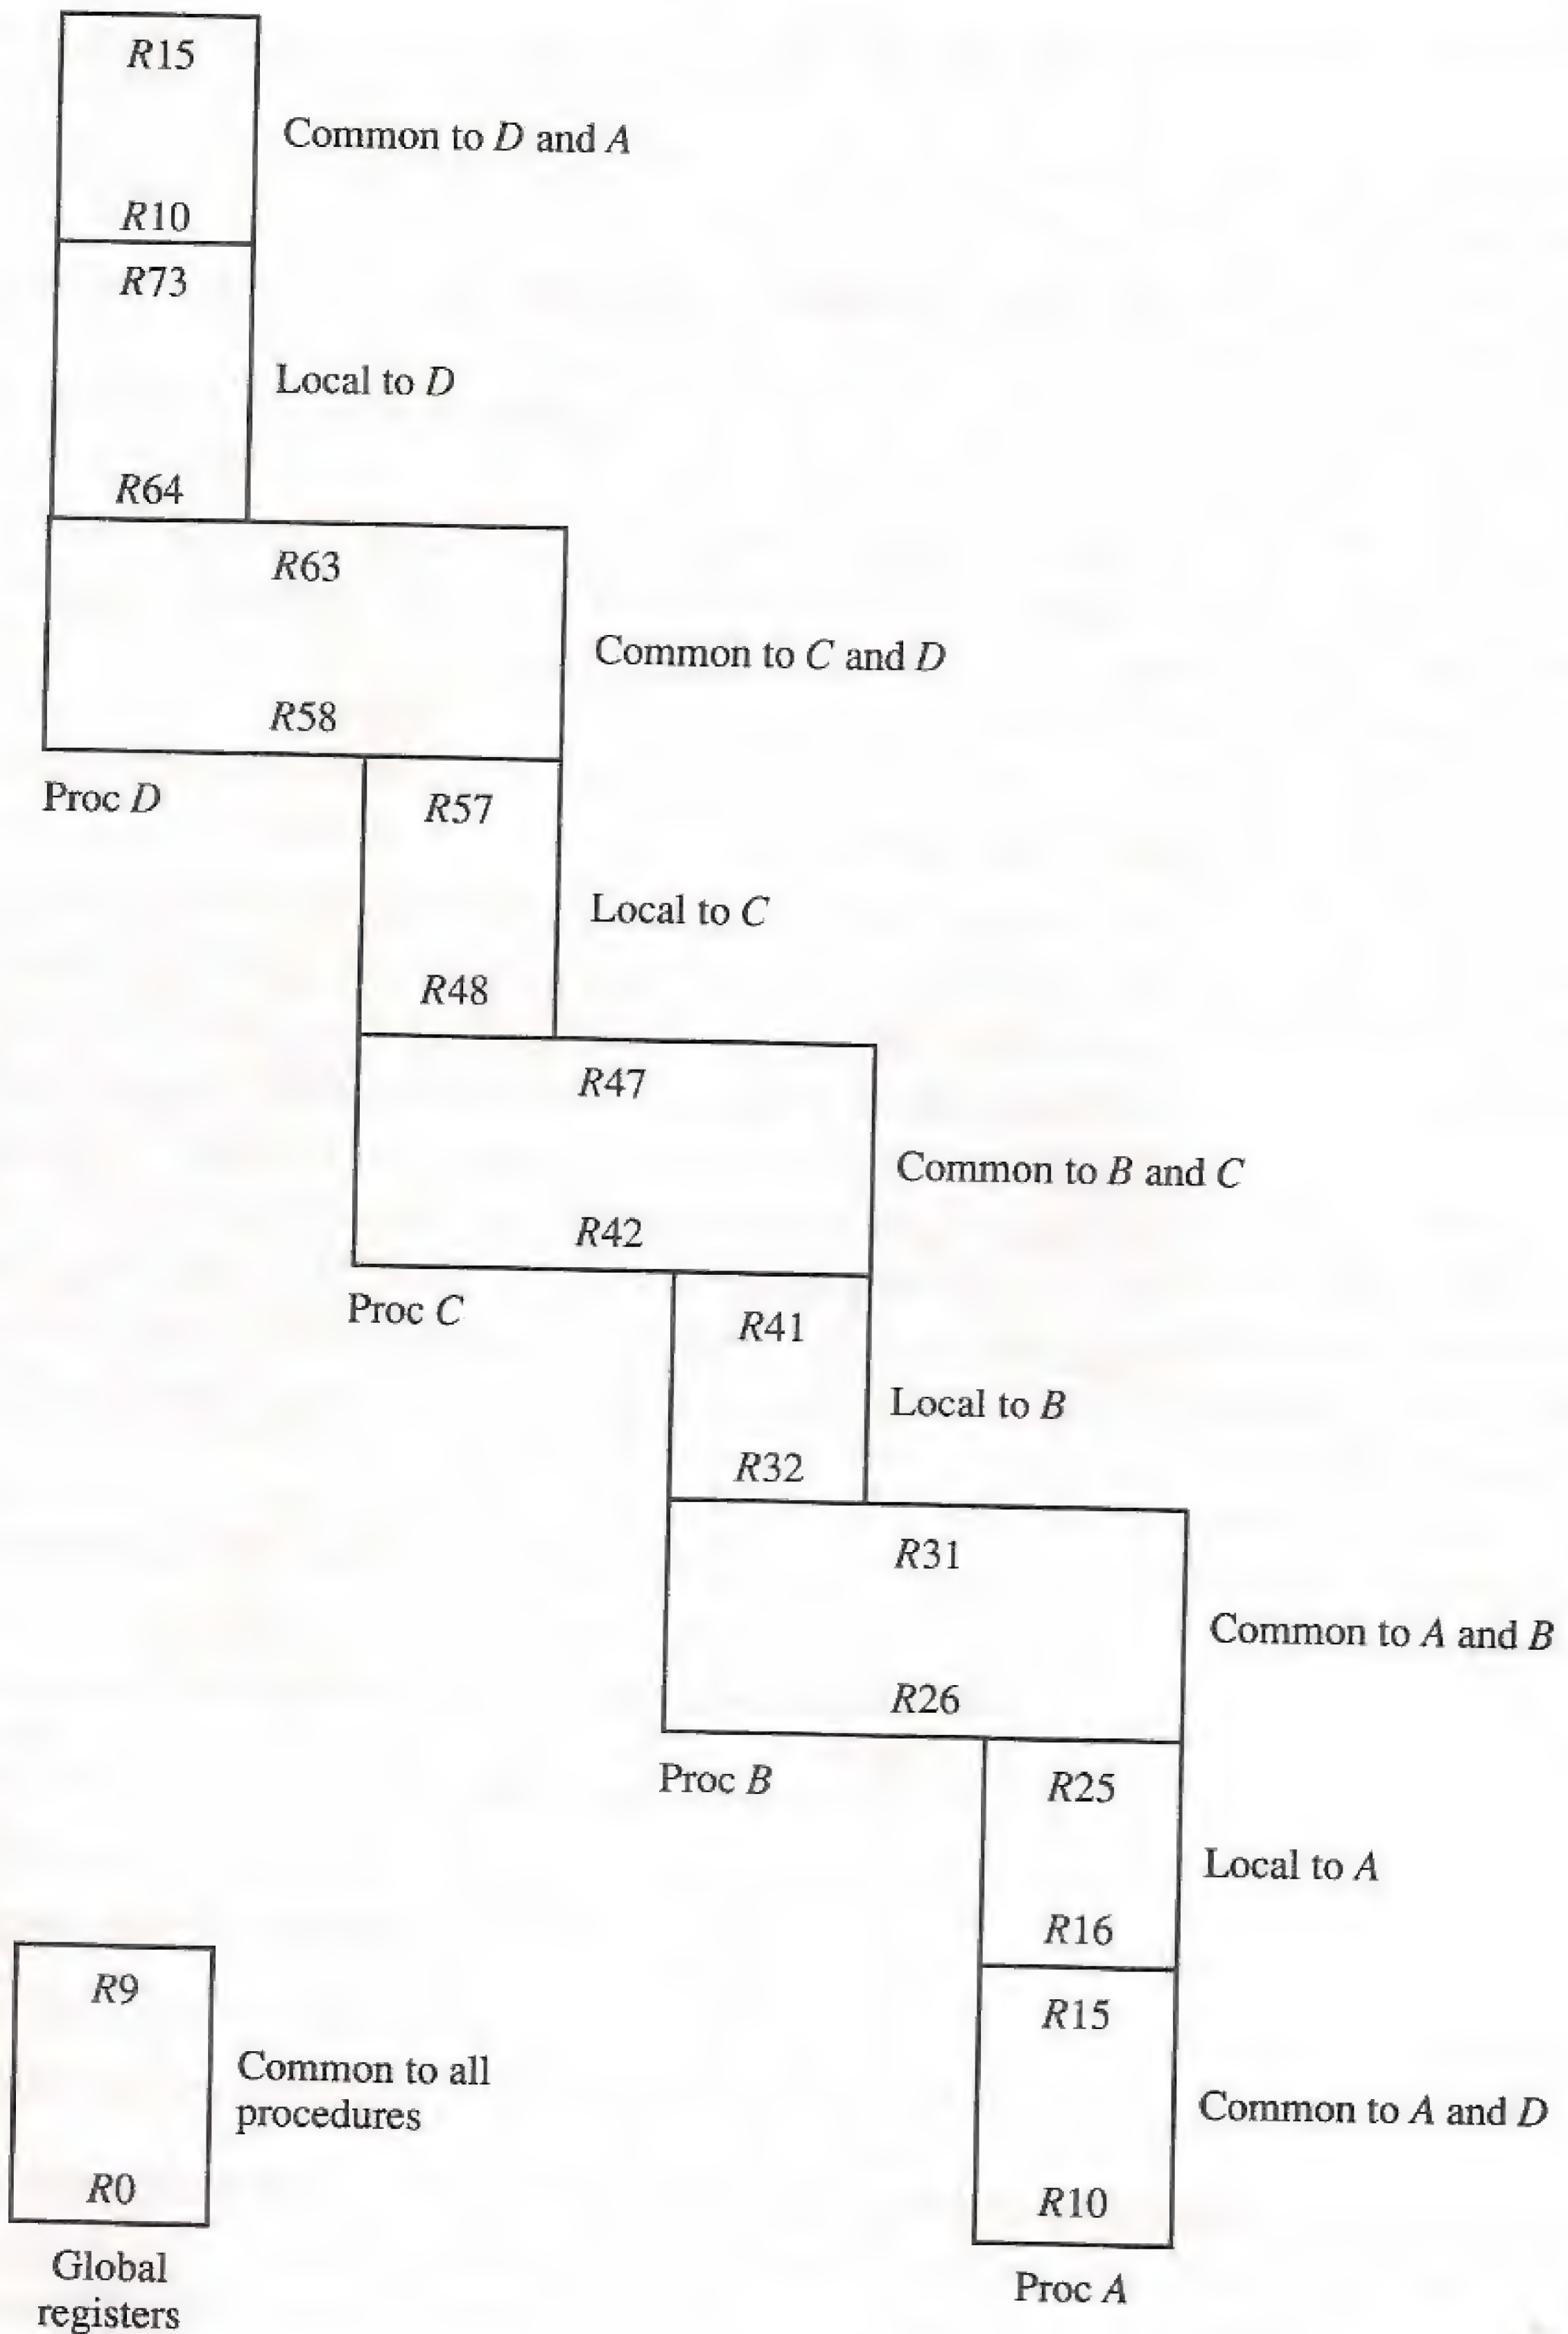 R15
Common to D and A
R10
R73
Local to D
R64
R63
Common to C and D
R58
Proc D
R57
Local to C
R48
R47
Common to B and C
R42
Proc C
R41
Local to B
R32
R31
Common to A and B
R26
Proc B
R25
Local to A
R16
R15
Common to A and D
R10
Proc A
R9
Common to all
procedures
R0
Global
registers